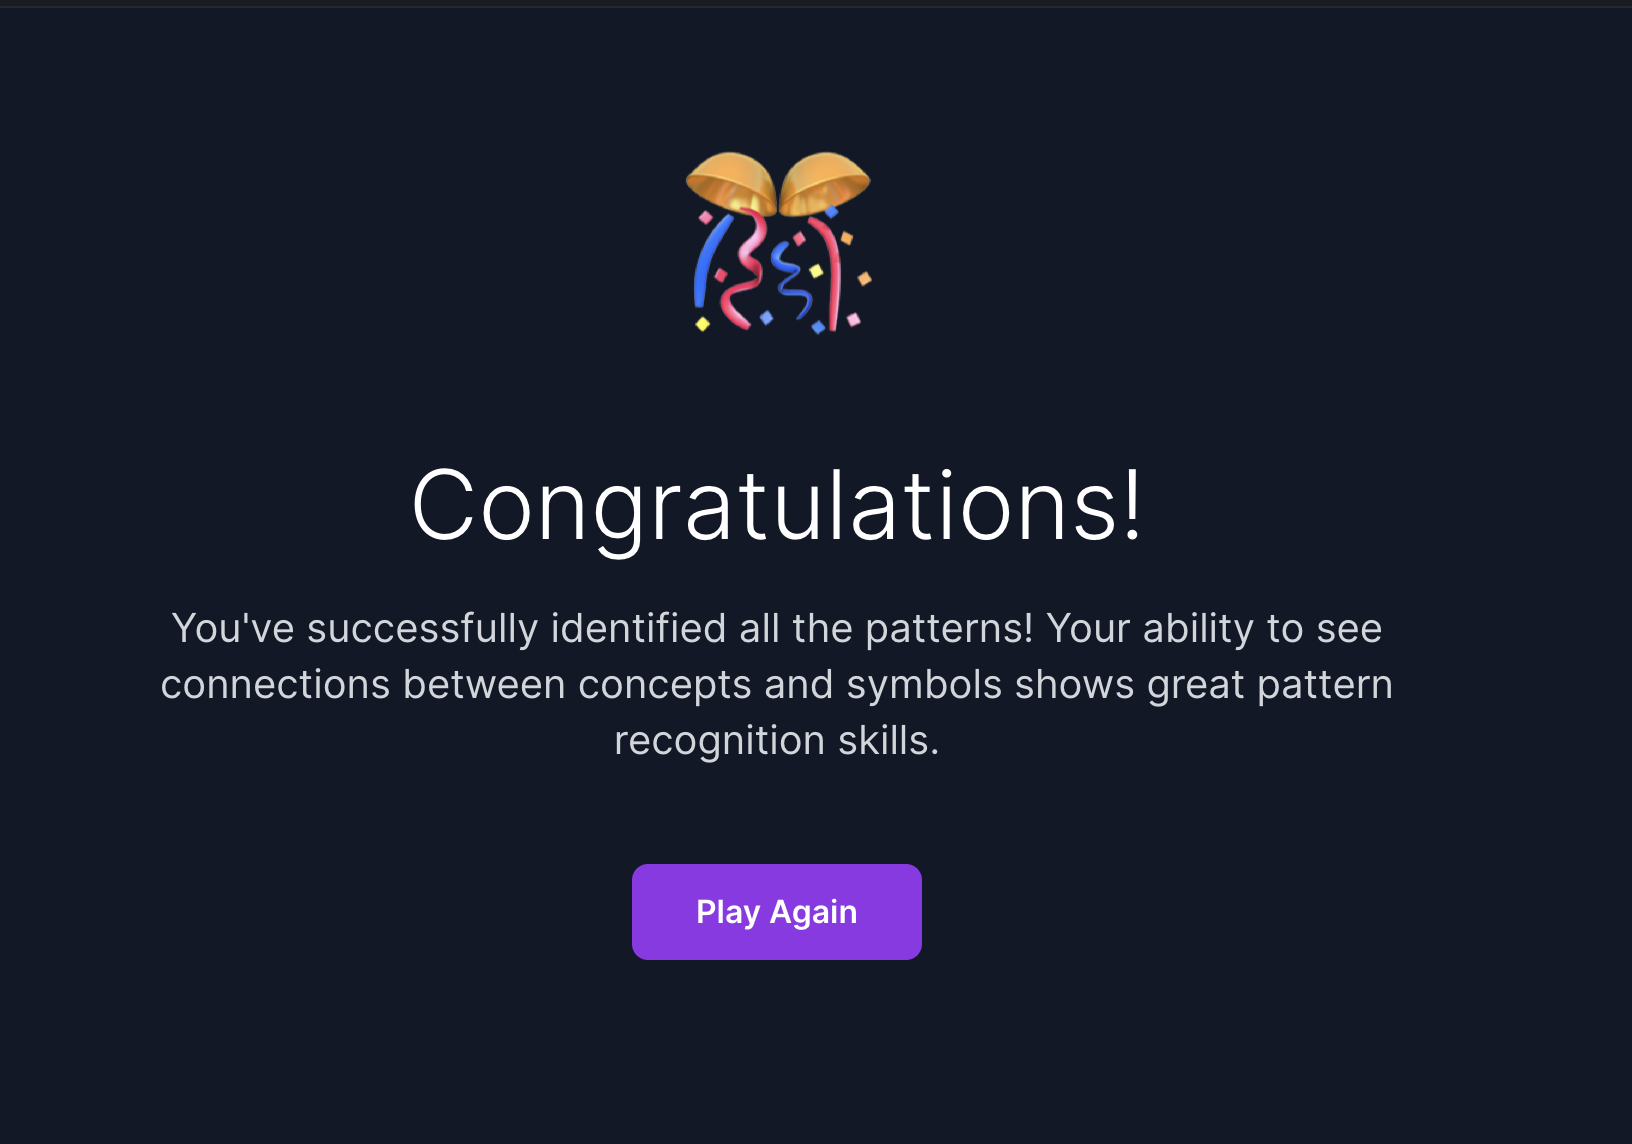 Congratulations!
You've successfully identified all the patterns! Your ability to see
connections between concepts and symbols shows great pattern
recognition skills.
Play Again